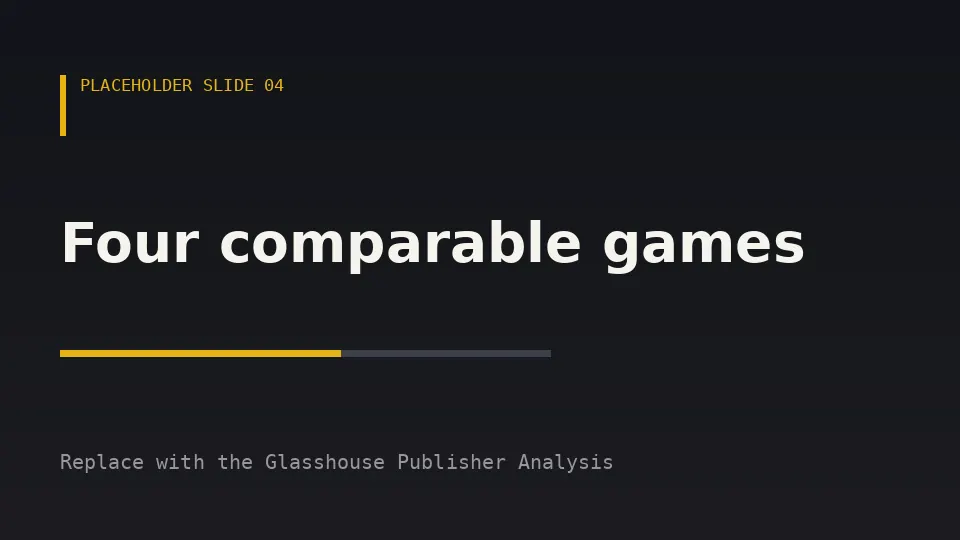 PLACEHOLDER SLIDE 04
Four comparable games
Replace with the Glasshouse Publisher Analysis